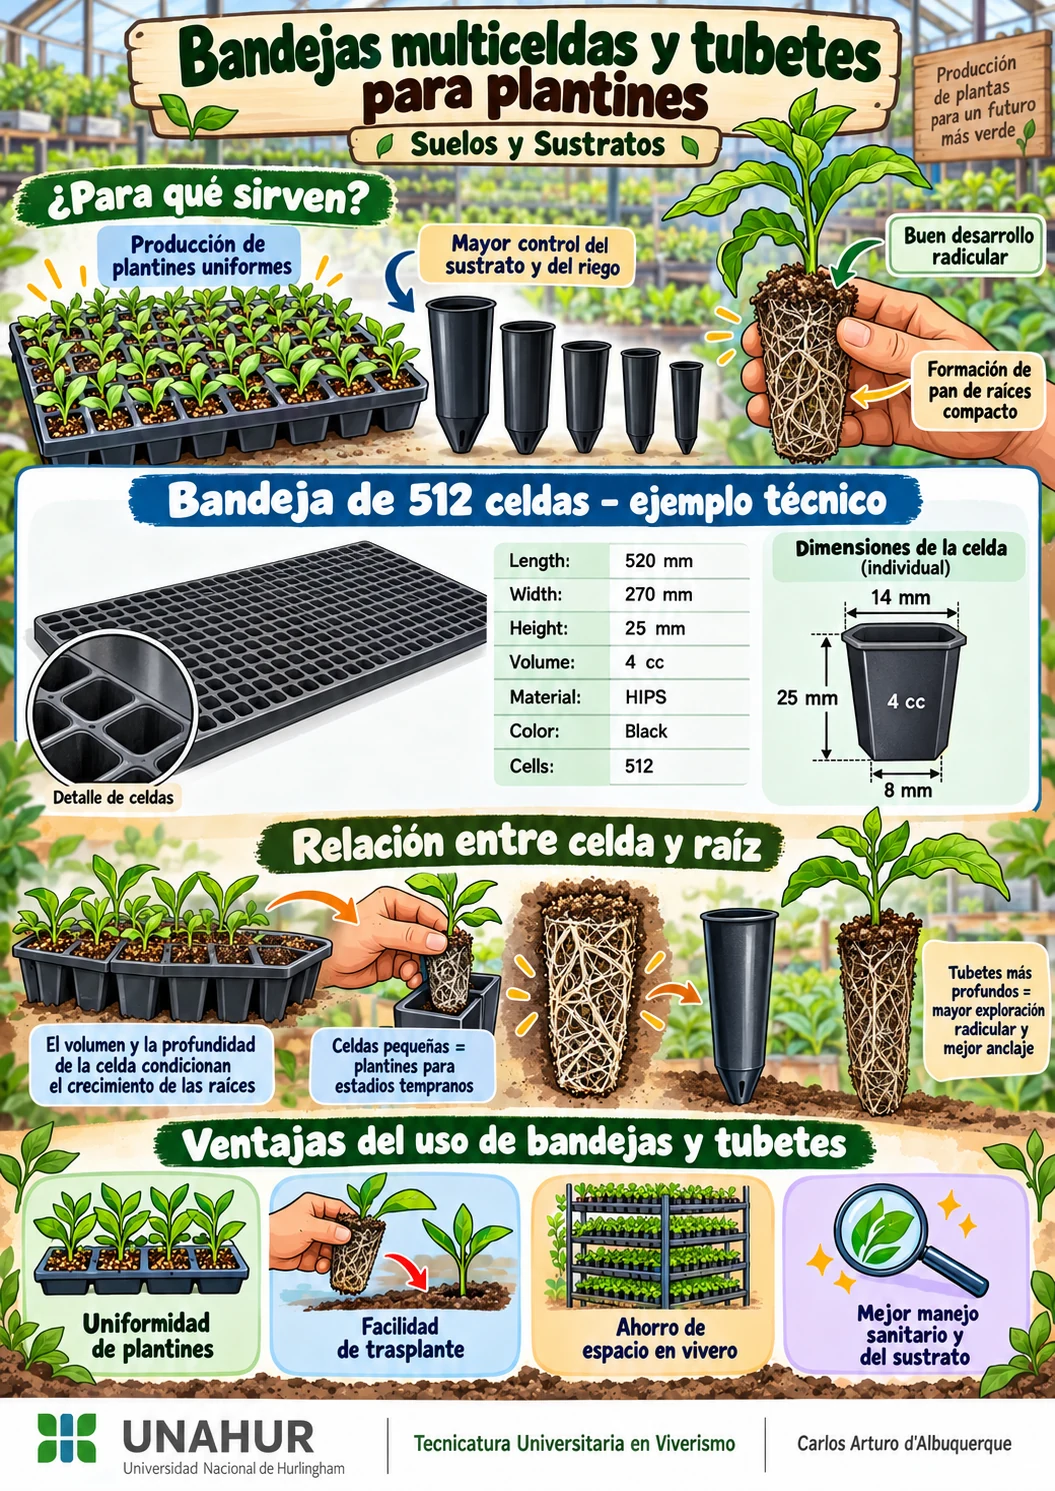 Bandejas multiceldas y tubetes
para plantines
Suelos y Sustratos
Producción
de plantas
para un futuro
más verde
¿Para qué sirven?
Producción de
plantines uniformes
Mayor control del
sustrato y del riego
Buen desarrollo
radicular
Formación de
pan de raíces
compacto
Bandeja de 512 celdas - ejemplo técnico
Detalle de celdas
Length: 520 mm
Width: 270 mm
Height: 25 mm
Volume: 4 cc
Material: HIPS
Color: Black
Cells: 512
Dimensiones de la celda
(individual)
14 mm
25 mm
4 cc
8 mm
Relación entre celda y raíz
El volumen y la profundidad
de la celda condicionan
el crecimiento de las raíces
Celdas pequeñas =
plantines para
estadios tempranos
Tubetes más
profundos =
mayor exploración
radicular y
mejor anclaje
Ventajas del uso de bandejas y tubetes
Uniformidad
de plantines
Facilidad
de trasplante
Ahorro de
espacio en vivero
Mejor manejo
sanitario y
del sustrato
UNAHUR
Universidad Nacional de Hurlingham
Tecnicatura Universitaria en Viverismo
Carlos Arturo d'Albuquerque